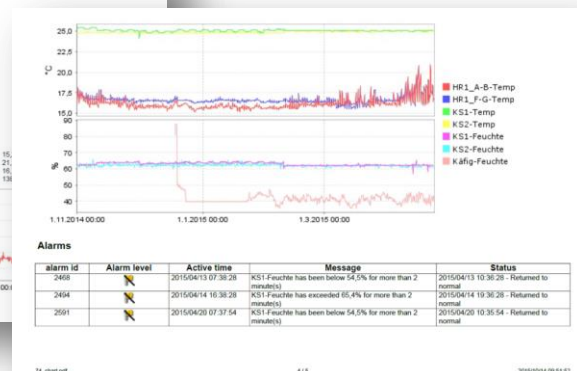 25,0
22,5
°C
20,0
17,5
15,0
90
80
70
%
60
50
40
1.11.2014 00:00 1.1.2015 00:00 1.3.2015 00:00
HR1_A-B-Temp
HR1_F-G-Temp
KS1-Temp
KS2-Temp
KS1-Feuchte
KS2-Feuchte
Käfig-Feuchte
Alarms
alarm id Alarm level Active time Message Status
2468 2015/04/13 07:38:28 KS1-Feuchte has been below 54,5% for more than 2 2015/04/13 10:36:28 - Returned to
minute(s) normal
2494 2015/04/14 16:38:28 KS1-Feuchte has exceeded 65,4% for more than 2 2015/04/14 19:36:28 - Returned to
minute(s) normal
2591 2015/04/20 07:37:54 KS1-Feuchte has been below 54,5% for more than 2 2015/04/20 10:35:54 - Returned to
minute(s) normal